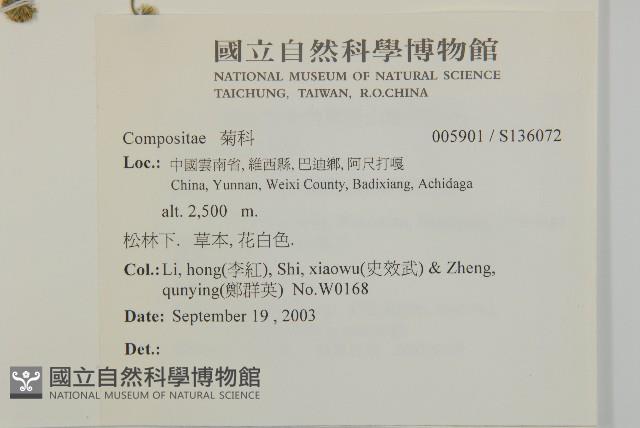 國立自然科學博物館
NATIONAL MUSEUM OF NATURAL SCIENCE
TAICHUNG, TAIWAN, R.O.CHINA
Compositae 菊科 005901 / S136072
Loc.: 中國雲南省, 維西縣, 巴迪鄉, 阿尺打嘎
China, Yunnan, Weixi County, Badixiang, Achidaga
alt. 2,500 m.
松林下. 草本, 花白色.
Col.: Li, hong(李紅), Shi, xiaowu(史效武) & Zheng,
qunying(鄭群英) No.W0168
Date: September 19 , 2003
Det.:
國立自然科學博物館
NATIONAL MUSEUM OF NATURAL SCIENCE